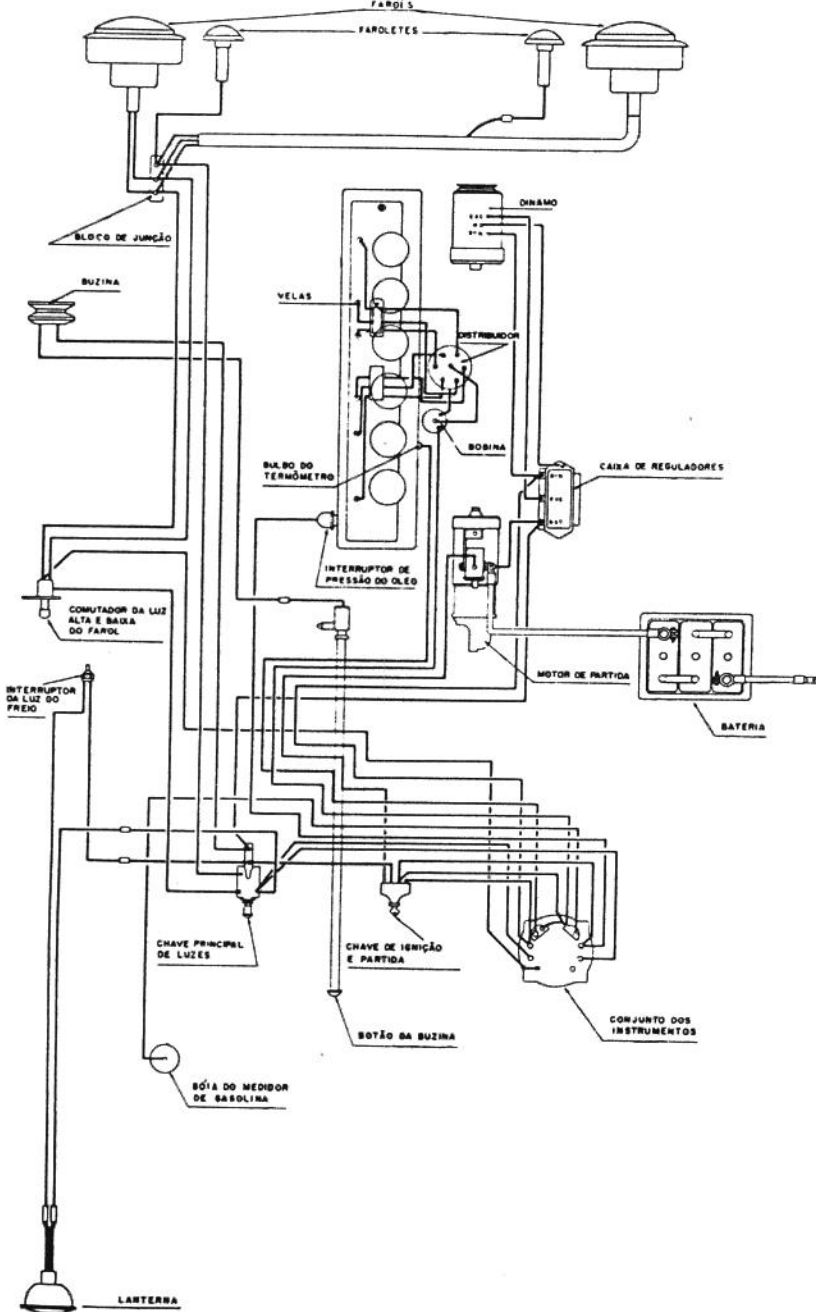 FAROIS
FAROLETES
DINAMO
BLOCO DE JUNÇÃO
BUZINA
VELAS
DISTRIBUIDOR
BOBINA
BULBO DO
TERMÔMETRO
CAIXA DE REGULADORES
INTERRUPTOR DE
PRESSÃO DO OLEO
COMUTADOR DA LUZ
ALTA E BAIXA
DO FAROL
MOTOR DE PARTIDA
INTERRUPTOR
DA LUZ DO
FREIO
BATERIA
CHAVE PRINCIPAL
DE LUZES
CHAVE DE IGNIÇÃO
E PARTIDA
CONJUNTO DOS
INSTRUMENTOS
BOTÃO DA BUZINA
BÓIA DO MEDIDOR
DE GASOLINA
LANTERNA